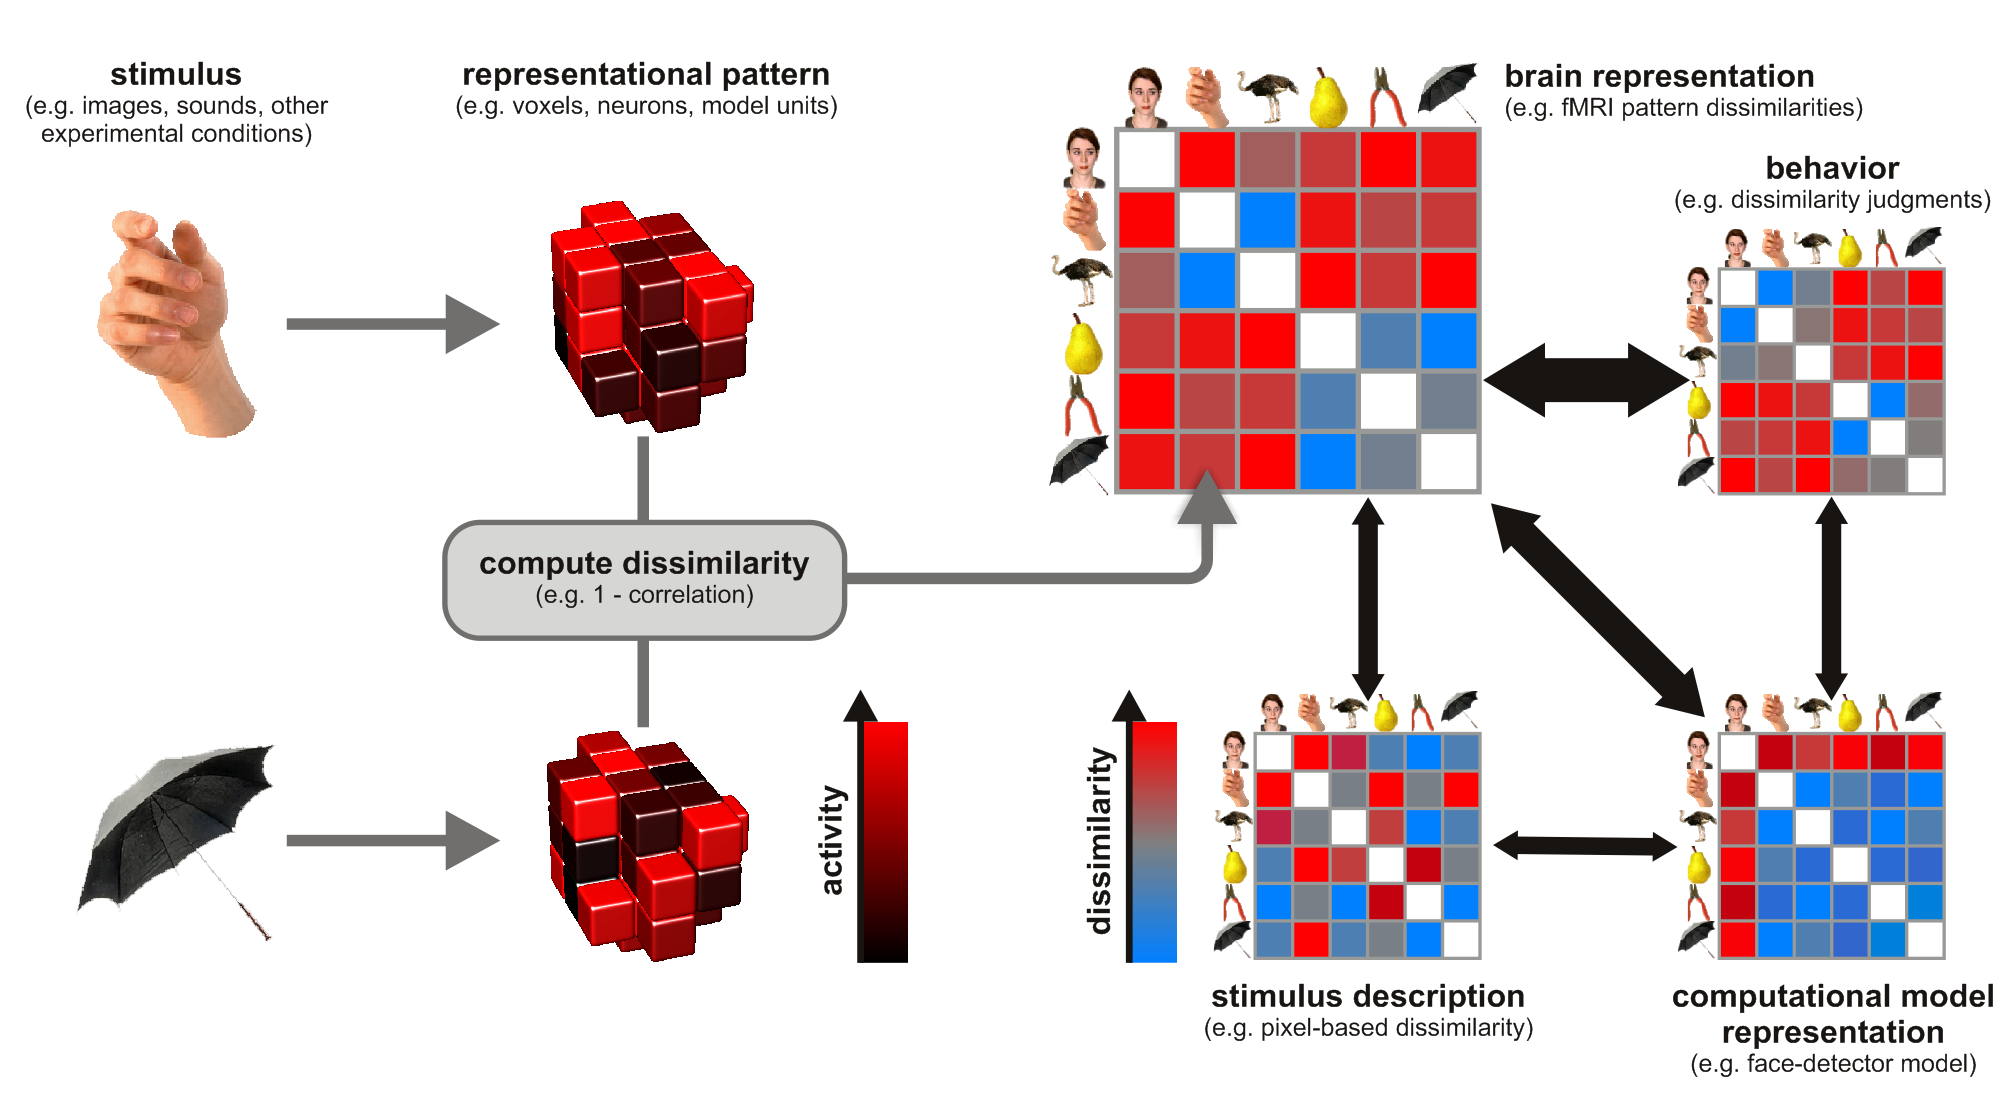 stimulus
(e.g. images, sounds, other
experimental conditions)
representational pattern
(e.g. voxels, neurons, model units)
brain representation
(e.g. fMRI pattern dissimilarities)
behavior
(e.g. dissimilarity judgments)
compute dissimilarity
(e.g. 1 - correlation)
activity
dissimilarity
stimulus description
(e.g. pixel-based dissimilarity)
computational model
representation
(e.g. face-detector model)